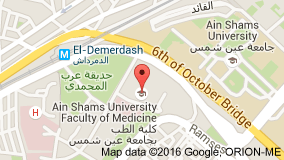 القائد
Ain Shams
University
جامعة عين شمس
El-Demerdash
الدمرداش
6th of October Bridge
حديقة عرب
المحمدي
Ain Shams University
Faculty of Medicine
كلية الطب
بجامعة عين شمس
Ramses
Map data ©2016 Google, ORION-ME